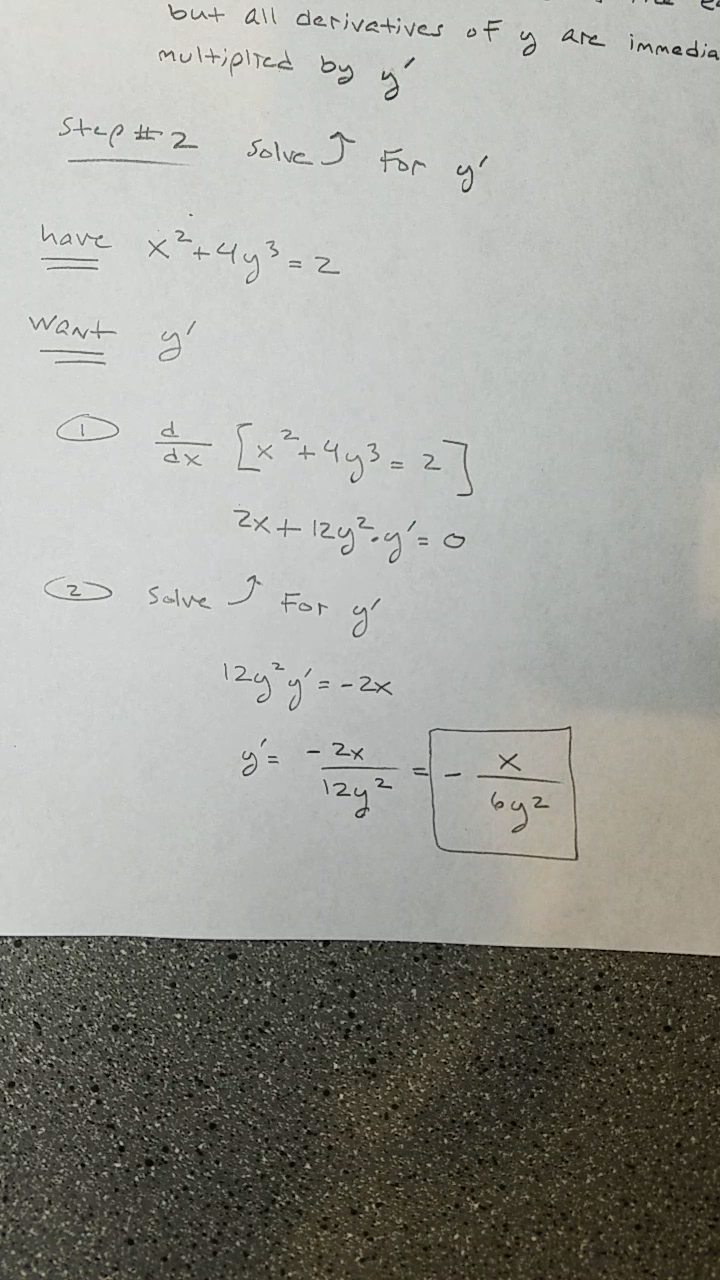 but all derivatives of y are
multiplied by y'
Step #2 Solve ⤴ For y'
have x²+4y³=2
want y'
① d/dx [x²+4y³=2]
2x+12y²·y'=0
② Solve ⤴ For y'
12y²y'=-2x
y'= -2x/12y² = - x/6y²